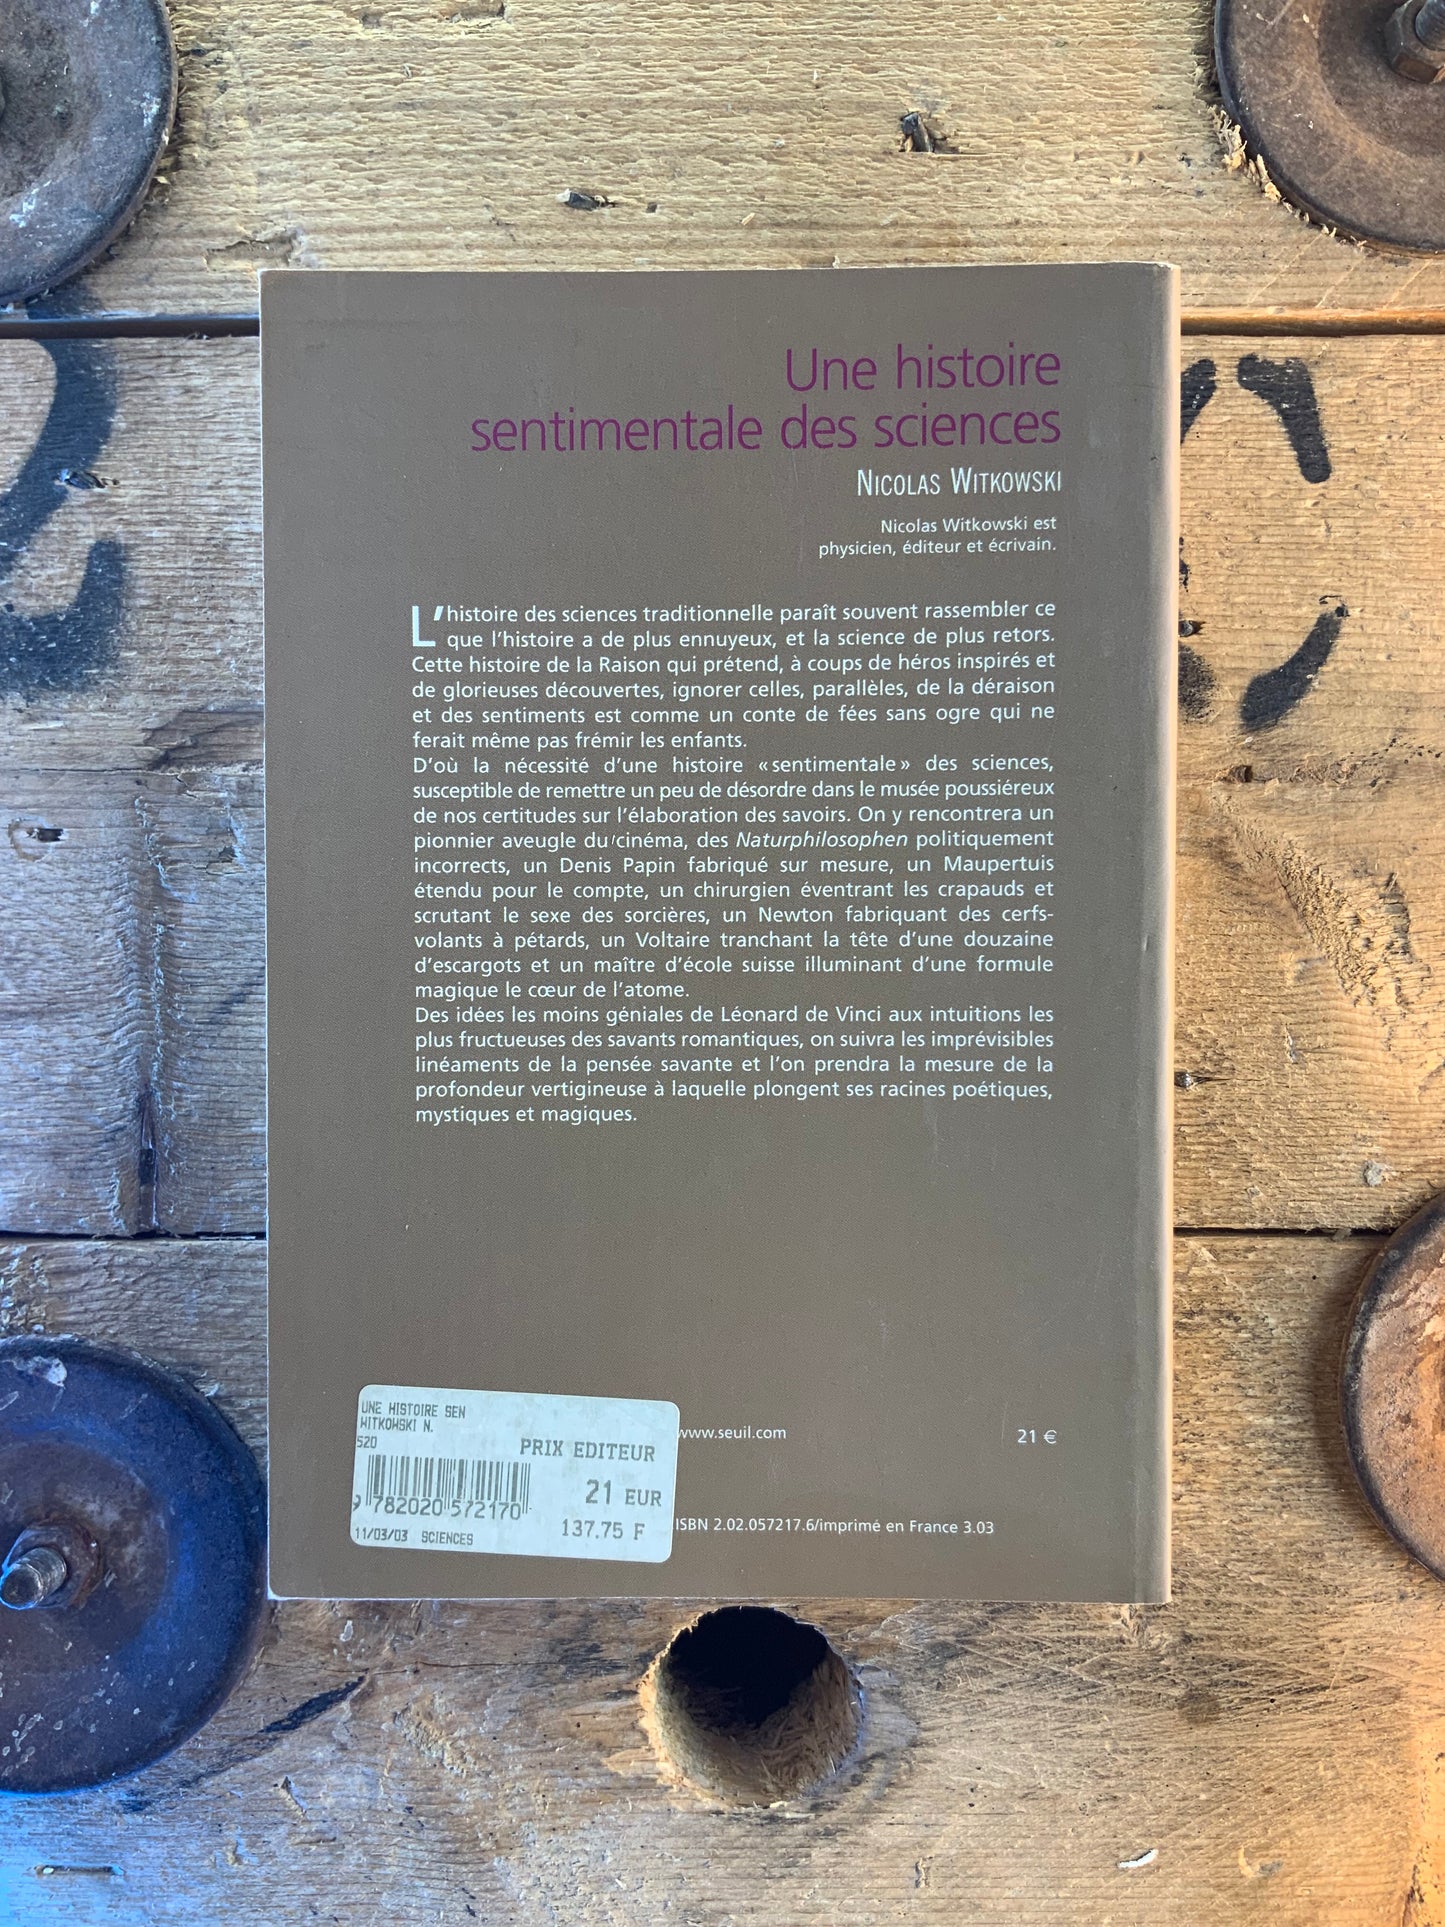 Une histoire
sentimentale des sciences
NICOLAS WITKOWSKI
Nicolas Witkowski est
physicien, éditeur et écrivain.
L'histoire des sciences traditionnelle paraît souvent rassembler ce
que l'histoire a de plus ennuyeux, et la science de plus retors.
Cette histoire de la Raison qui prétend, à coups de héros inspirés et
de glorieuses découvertes, ignorer celles, parallèles, de la déraison
et des sentiments est comme un conte de fées sans ogre qui ne
ferait même pas frémir les enfants.
D'où la nécessité d'une histoire «sentimentale» des sciences,
susceptible de remettre un peu de désordre dans le musée poussiéreux
de nos certitudes sur l'élaboration des savoirs. On y rencontrera un
pionnier aveugle du cinéma, des Naturphilosophen politiquement
incorrects, un Denis Papin fabriqué sur mesure, un Maupertuis
étendu pour le compte, un chirurgien éventrant les crapauds et
scrutant le sexe des sorcières, un Newton fabriquant des cerfs-
volants à pétards, un Voltaire tranchant la tête d'une douzaine
d'escargots et un maître d'école suisse illuminant d'une formule
magique le cœur de l'atome.
Des idées les moins géniales de Léonard de Vinci aux intuitions les
plus fructueuses des savants romantiques, on suivra les imprévisibles
linéaments de la pensée savante et l'on prendra la mesure de la
profondeur vertigineuse à laquelle plongent ses racines poétiques,
mystiques et magiques.
UNE HISTOIRE SEN
WITKOWSKI N.
520
PRIX EDITEUR
21 EUR
137.75 F
9 782020 572170
11/03/03 SCIENCES
www.seuil.com
21 €
ISBN 2.02.057217.6/imprimé en France 3.03